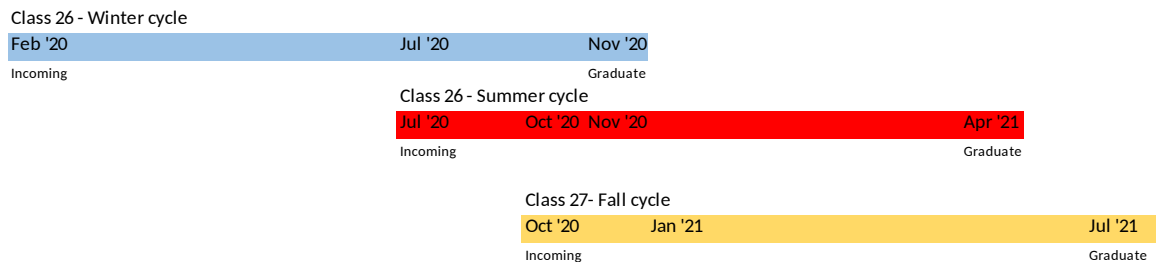 Class 26 - Winter cycle
Feb '20 Jul '20 Nov '20
Incoming Graduate
Class 26 - Summer cycle
Jul '20 Oct '20 Nov '20 Apr '21
Incoming Graduate
Class 27- Fall cycle
Oct '20 Jan '21 Jul '21
Incoming Graduate